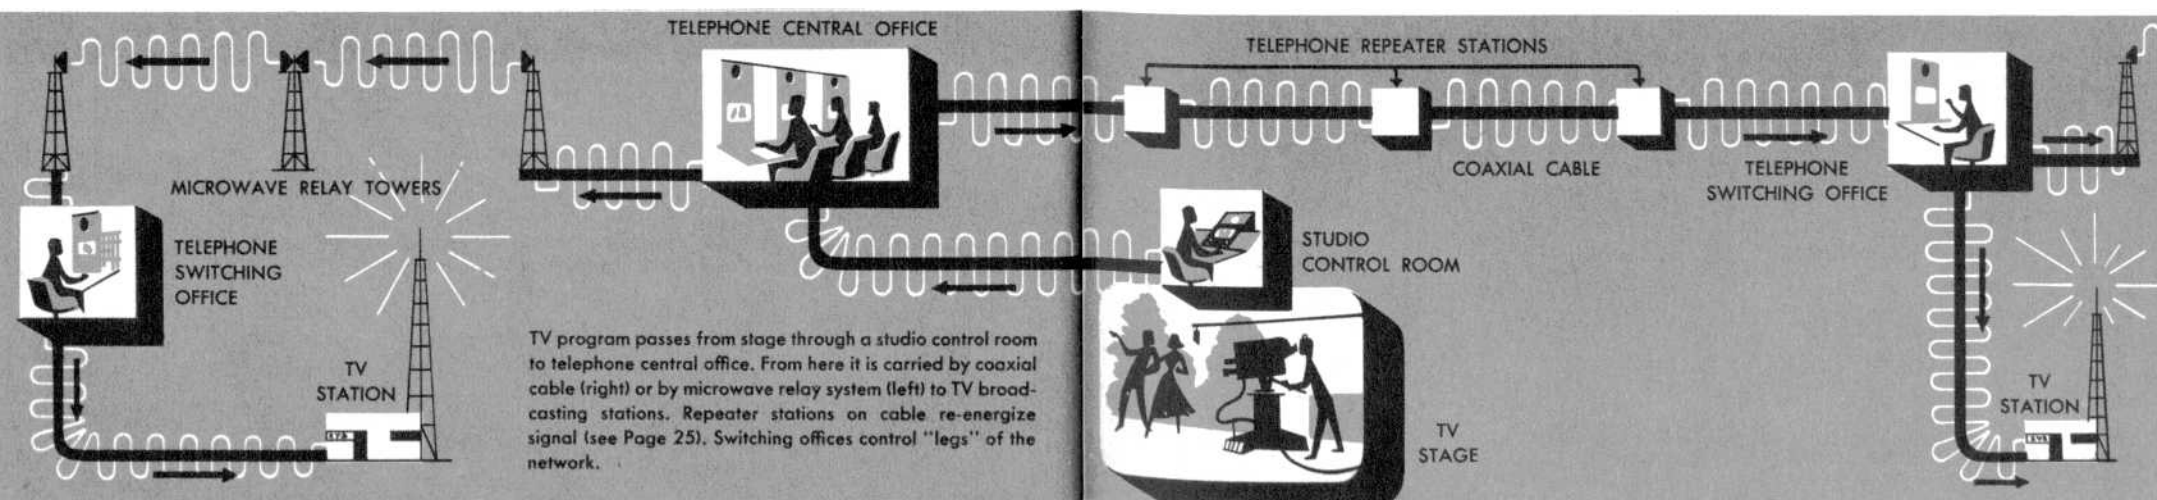 TELEPHONE CENTRAL OFFICE
TELEPHONE REPEATER STATIONS
MICROWAVE RELAY TOWERS
COAXIAL CABLE
TELEPHONE
SWITCHING OFFICE
TELEPHONE
SWITCHING
OFFICE
STUDIO
CONTROL ROOM
TV program passes from stage through a studio control room
to telephone central office. From here it is carried by coaxial
cable (right) or by microwave relay system (left) to TV broad-
casting stations. Repeater stations on cable re-energize
signal (see Page 25). Switching offices control "legs" of the
network.
TV
STATION
TV
STAGE
TV
STATION